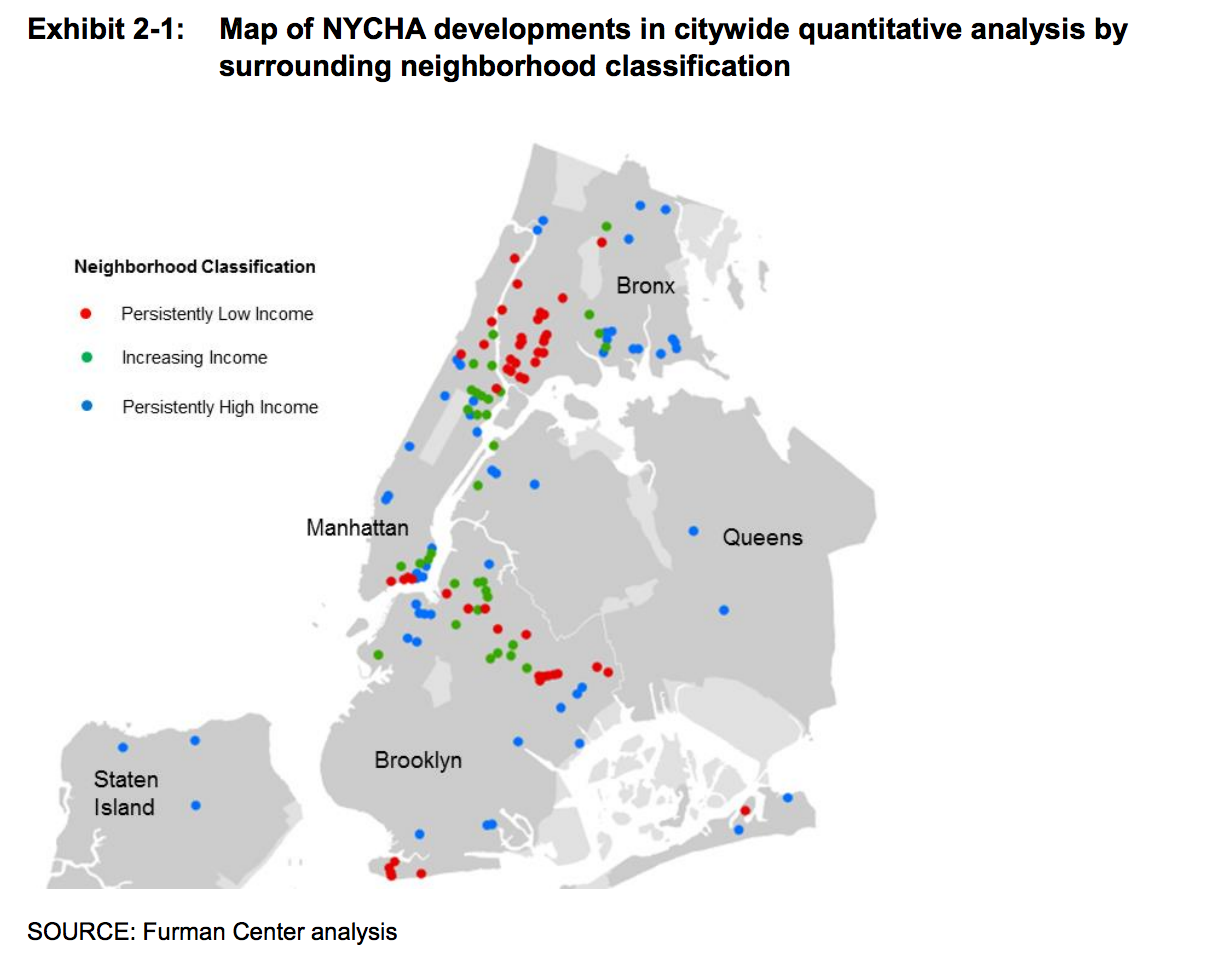 Exhibit 2-1: Map of NYCHA developments in citywide quantitative analysis by
surrounding neighborhood classification
Neighborhood Classification
Persistently Low Income
Increasing Income
Persistently High Income
Bronx
Manhattan
Queens
Brooklyn
Staten
Island
SOURCE: Furman Center analysis